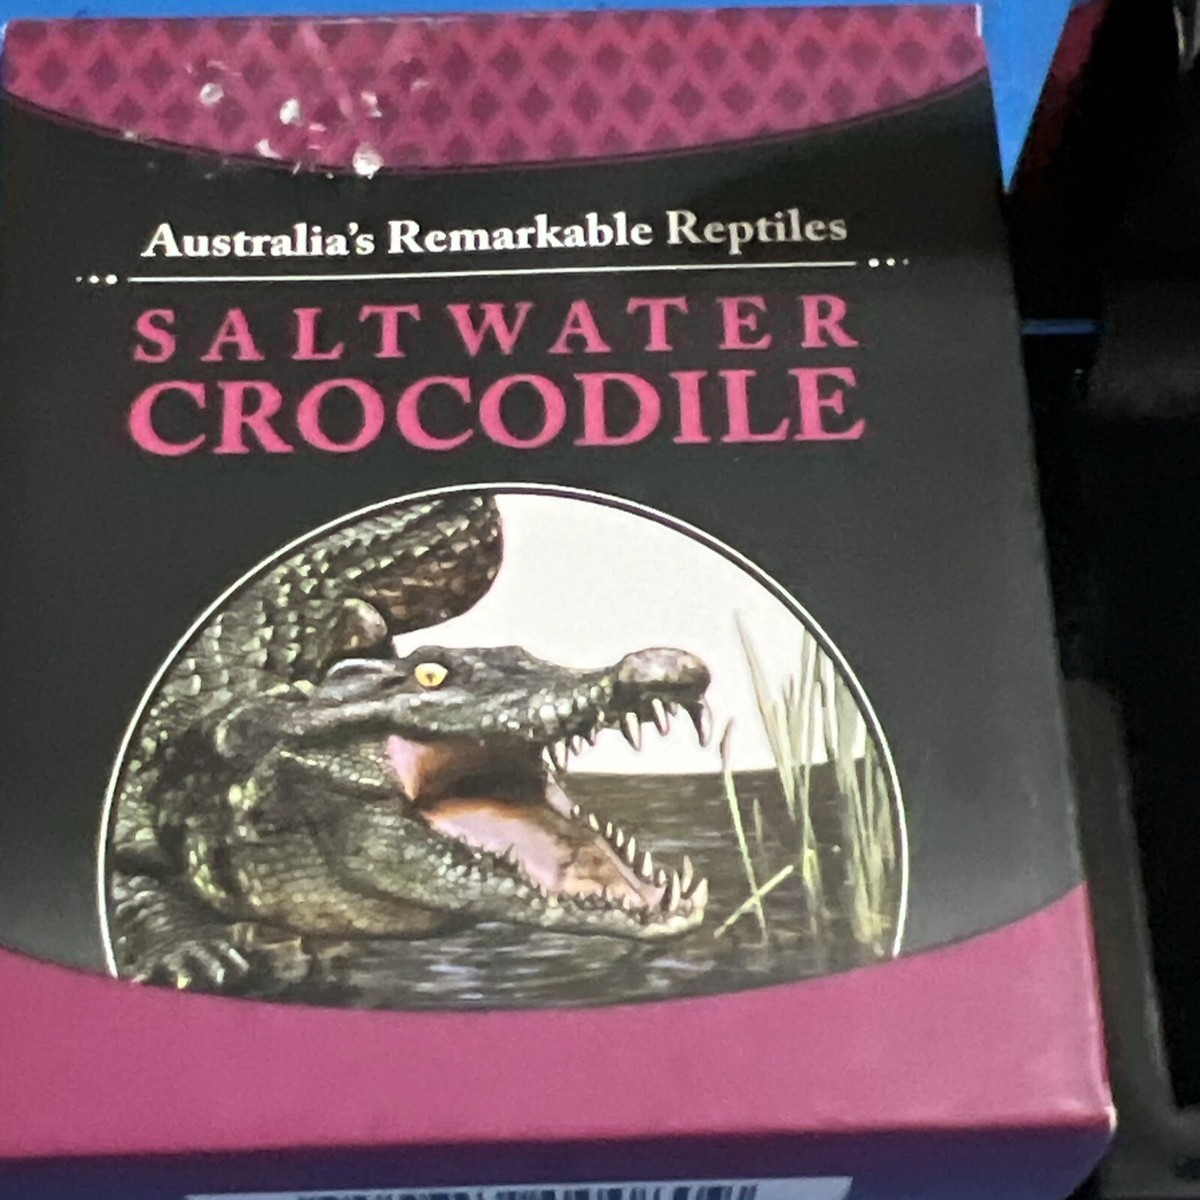 Australia's Remarkable Reptiles
SALTWATER
CROCODILE